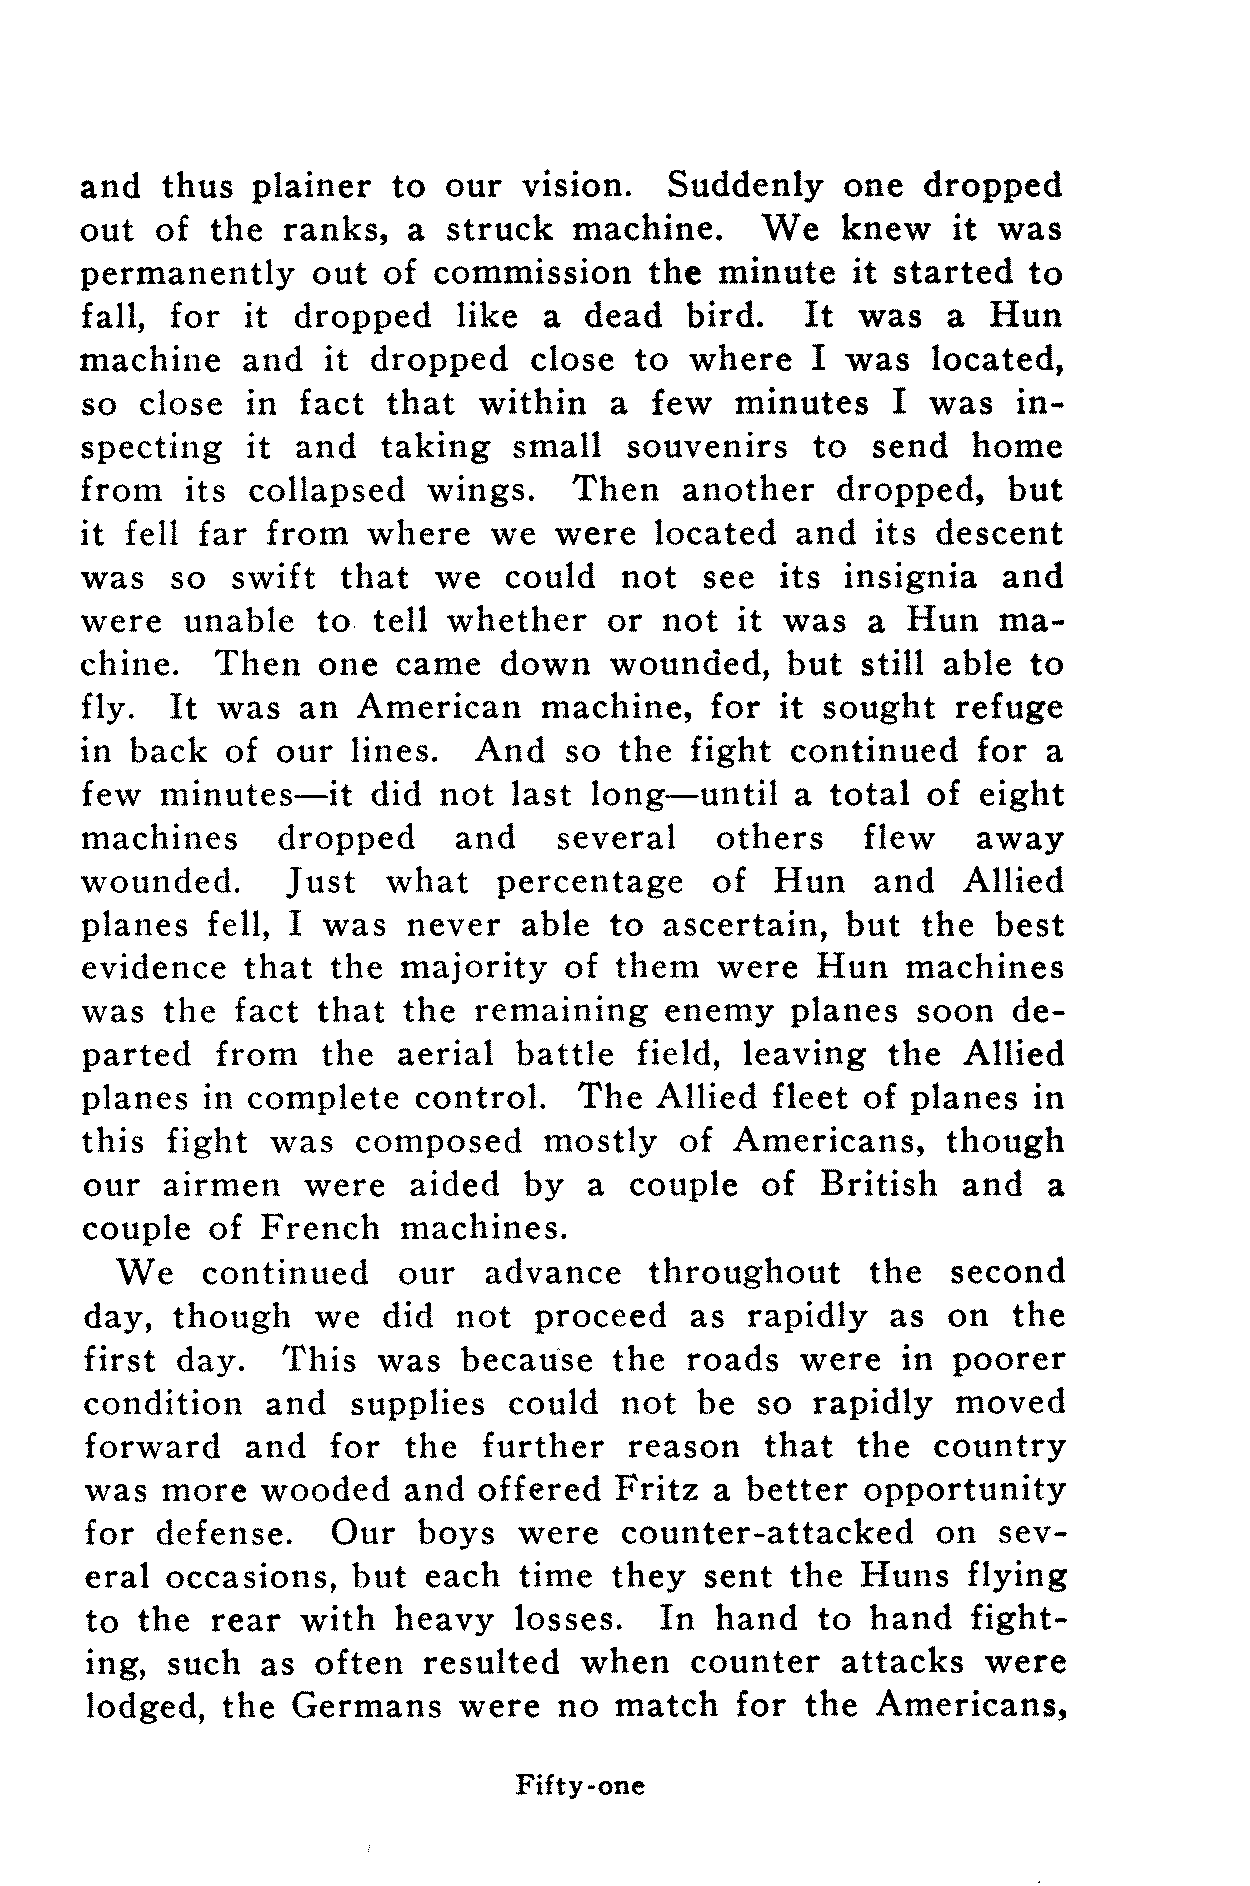 and thus plainer to our vision. Suddenly one dropped
out of the ranks, a struck machine. We knew it was
permanently out of commission the minute it started to
fall, for it dropped like a dead bird. It was a Hun
machine and it dropped close to where I was located,
so close in fact that within a few minutes I was in-
specting it and taking small souvenirs to send home
from its collapsed wings. Then another dropped, but
it fell far from where we were located and its descent
was so swift that we could not see its insignia and
were unable to tell whether or not it was a Hun ma-
chine. Then one came down wounded, but still able to
fly. It was an American machine, for it sought refuge
in back of our lines. And so the fight continued for a
few minutes—it did not last long—until a total of eight
machines dropped and several others flew away
wounded. Just what percentage of Hun and Allied
planes fell, I was never able to ascertain, but the best
evidence that the majority of them were Hun machines
was the fact that the remaining enemy planes soon de-
parted from the aerial battle field, leaving the Allied
planes in complete control. The Allied fleet of planes in
this fight was composed mostly of Americans, though
our airmen were aided by a couple of British and a
couple of French machines.
We continued our advance throughout the second
day, though we did not proceed as rapidly as on the
first day. This was because the roads were in poorer
condition and supplies could not be so rapidly moved
forward and for the further reason that the country
was more wooded and offered Fritz a better opportunity
for defense. Our boys were counter-attacked on sev-
eral occasions, but each time they sent the Huns flying
to the rear with heavy losses. In hand to hand fight-
ing, such as often resulted when counter attacks were
lodged, the Germans were no match for the Americans,
Fifty-one